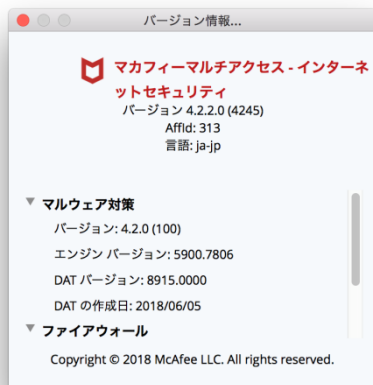 バージョン情報...
マカフィーマルチアクセス - インターネ
ットセキュリティ
バージョン 4.2.2.0 (4245)
AffId: 313
言語: ja-jp
マルウェア対策
バージョン: 4.2.0 (100)
エンジン バージョン: 5900.7806
DAT バージョン: 8915.0000
DAT の作成日: 2018/06/05
ファイアウォール
Copyright © 2018 McAfee LLC. All rights reserved.